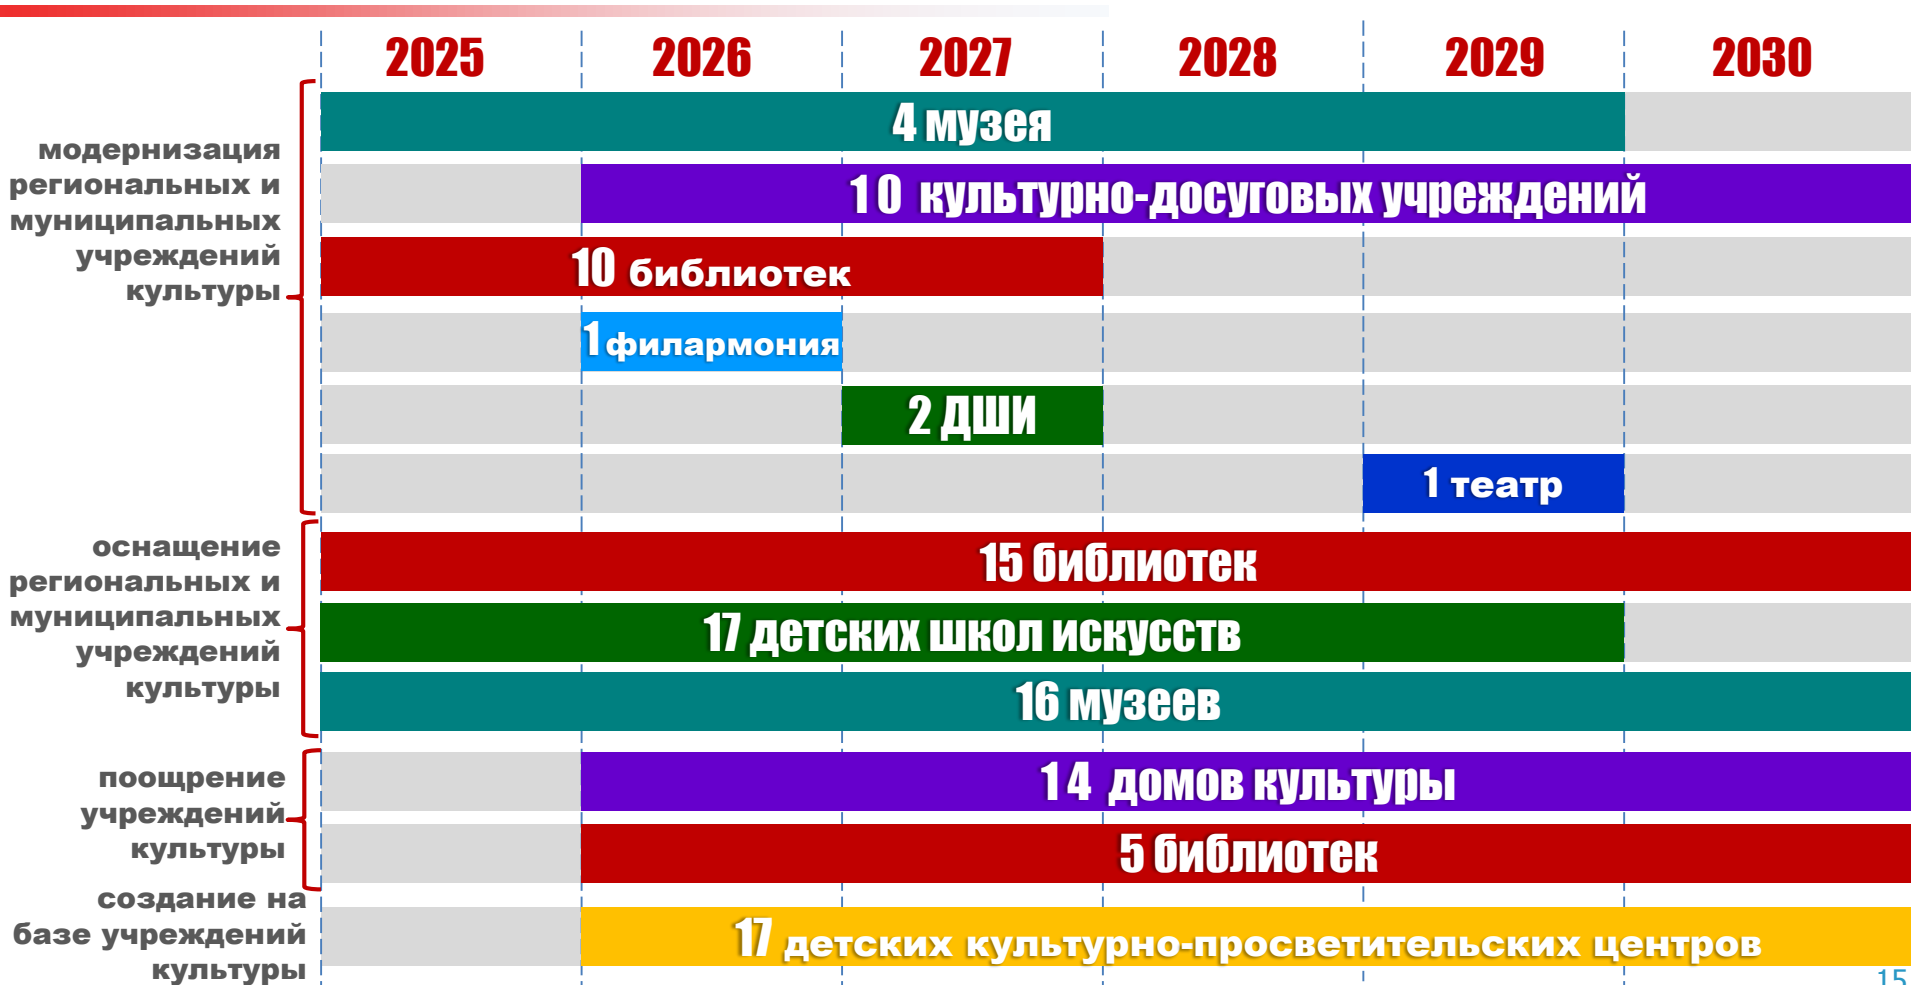 2025 2026 2027 2028 2029 2030
модернизация
региональных и
муниципальных
учреждений
культуры
4 музея
10 культурно-досуговых учреждений
10 библиотек
1 филармония
2 ДШИ
1 театр
оснащение
региональных и
муниципальных
учреждений
культуры
15 библиотек
17 детских школ искусств
16 музеев
поощрение
учреждений
культуры
14 домов культуры
5 библиотек
создание на
базе учреждений
культуры
17 детских культурно-просветительских центров
15